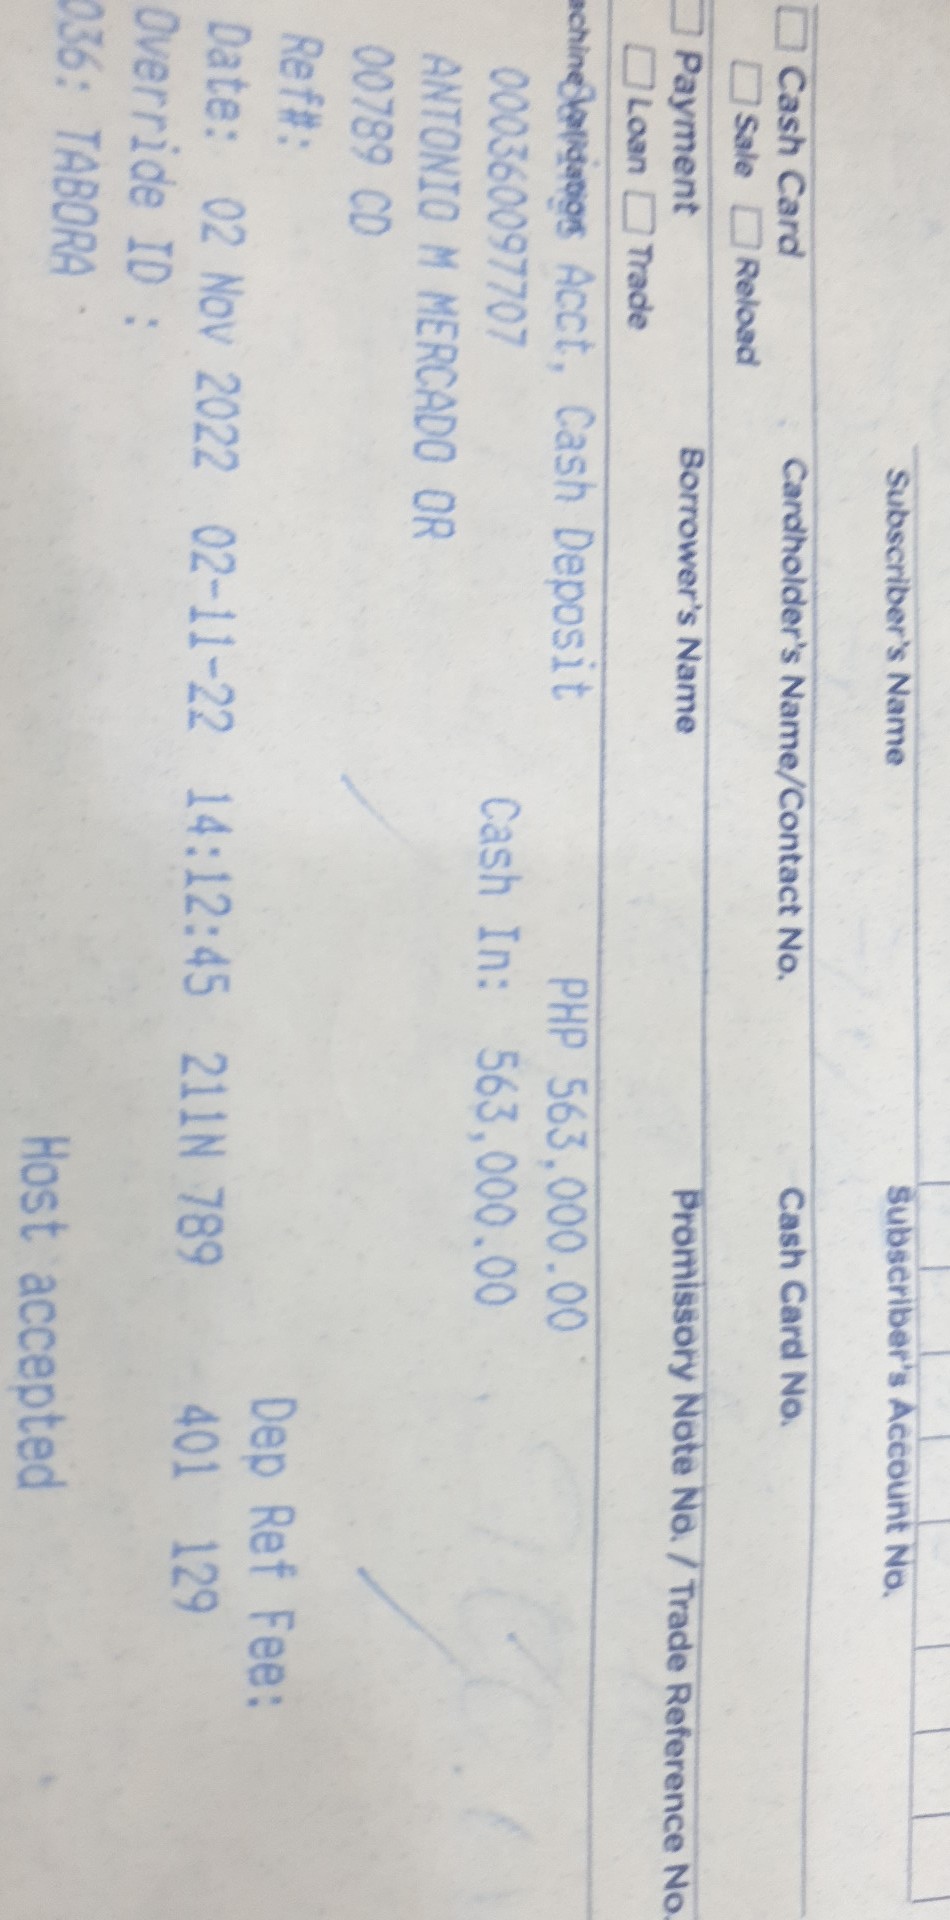 Subscriber's Name Subscriber's Account No.
Cash Card Cardholder's Name/Contact No. Cash Card No.
Sale Reload
Payment Borrower's Name Promissory Note No. / Trade Reference No.
Loan Trade
Acct, Cash Deposit PHP 563,000.00
00036009770​7 Cash In: 563,000.00
ANTONIO M MERCADO OR
00789 CD
Ref#: Dep Ref Fee:
Date: 02 Nov 2022 02-11-22 14:12:45 211N 789 401 129
Override ID :
036: TABORA Host accepted